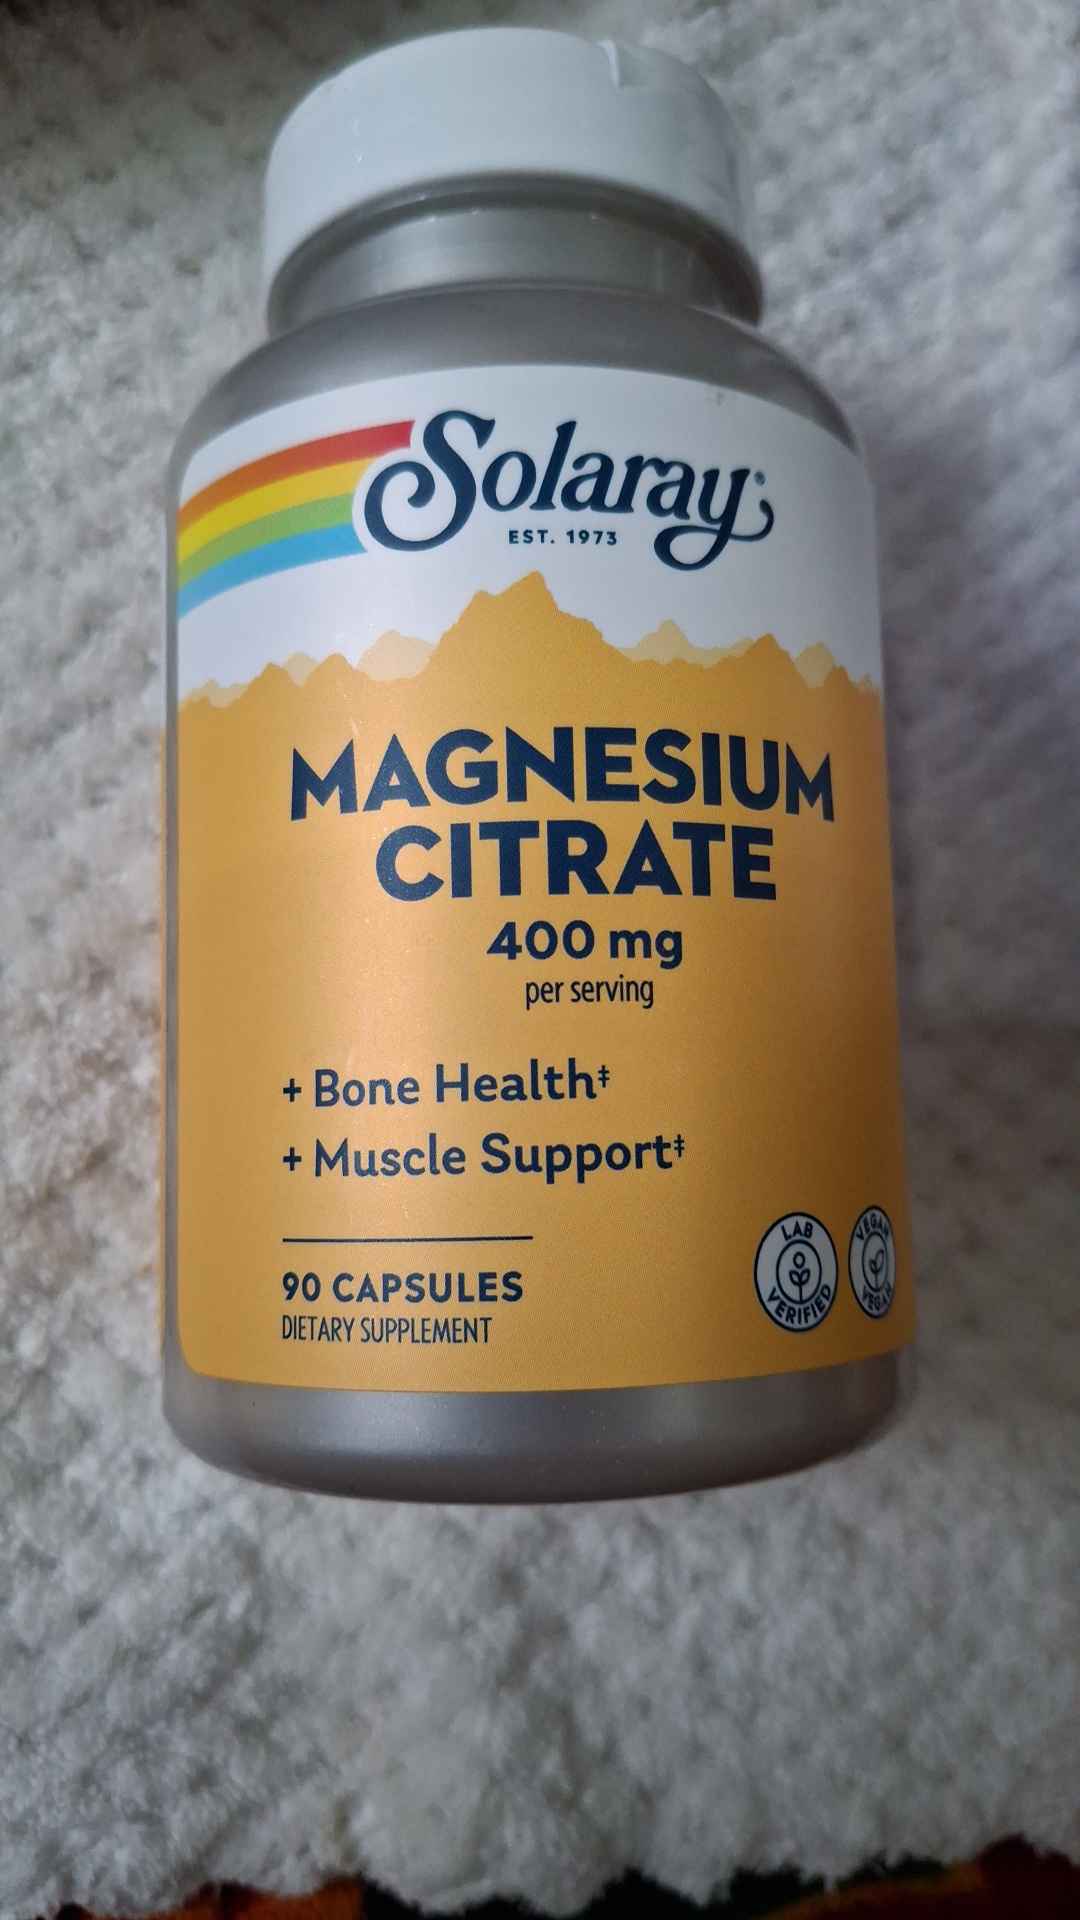 Solaray®
EST. 1973
MAGNESIUM
CITRATE
400 mg
per serving
+ Bone Health‡
+ Muscle Support‡
90 CAPSULES
DIETARY SUPPLEMENT
LAB
VERIFIED
VEGAN
VEGAN